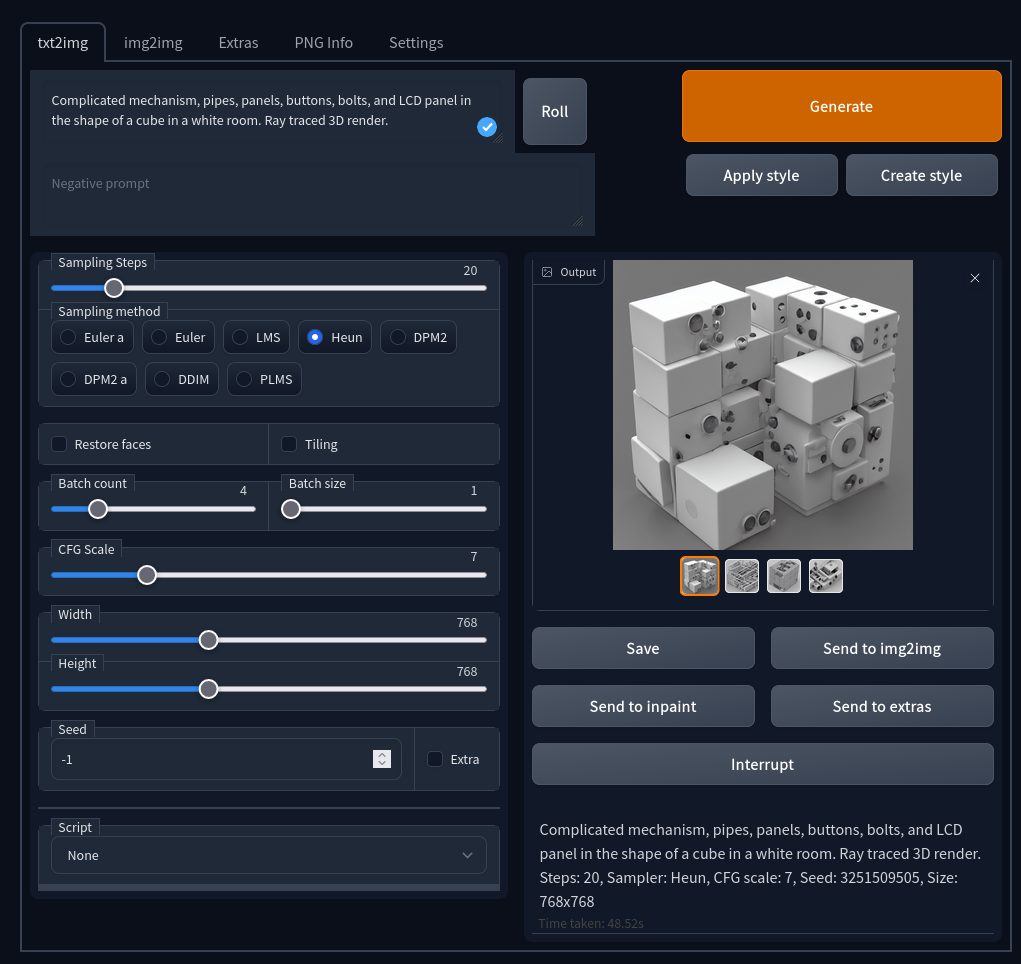 txt2img
img2img
Extras
PNG Info
Settings
Complicated mechanism, pipes, panels, buttons, bolts, and LCD panel in
the shape of a cube in a white room. Ray traced 3D render.
Roll
Generate
Negative prompt
Apply style
Create style
Sampling Steps
20
Sampling method
Euler a
Euler
LMS
Heun
DPM2
DPM2 a
DDIM
PLMS
Restore faces
Tiling
Batch count
4
Batch size
1
CFG Scale
7
Width
768
Height
768
Seed
-1
Extra
Script
None
Output
Save
Send to img2img
Send to inpaint
Send to extras
Interrupt
Complicated mechanism, pipes, panels, buttons, bolts, and LCD
panel in the shape of a cube in a white room. Ray traced 3D render.
Steps: 20, Sampler: Heun, CFG scale: 7, Seed: 3251509505, Size:
768x768
Time taken: 48.52s